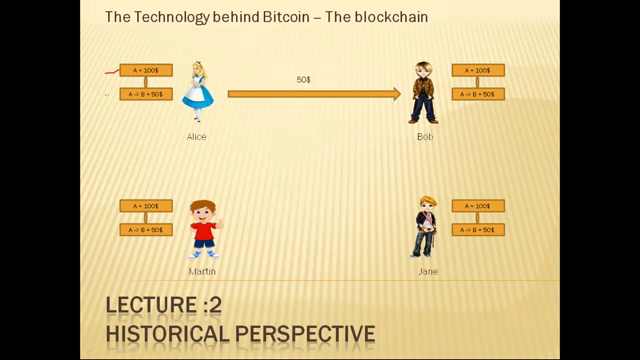 The Technology behind Bitcoin – The blockchain
A = 100$
A -> B = 50$
50$
A = 100$
A -> B = 50$
Alice
Bob
A = 100$
A -> B = 50$
A = 100$
A -> B = 50$
Martin
Jane
LECTURE :2
HISTORICAL PERSPECTIVE